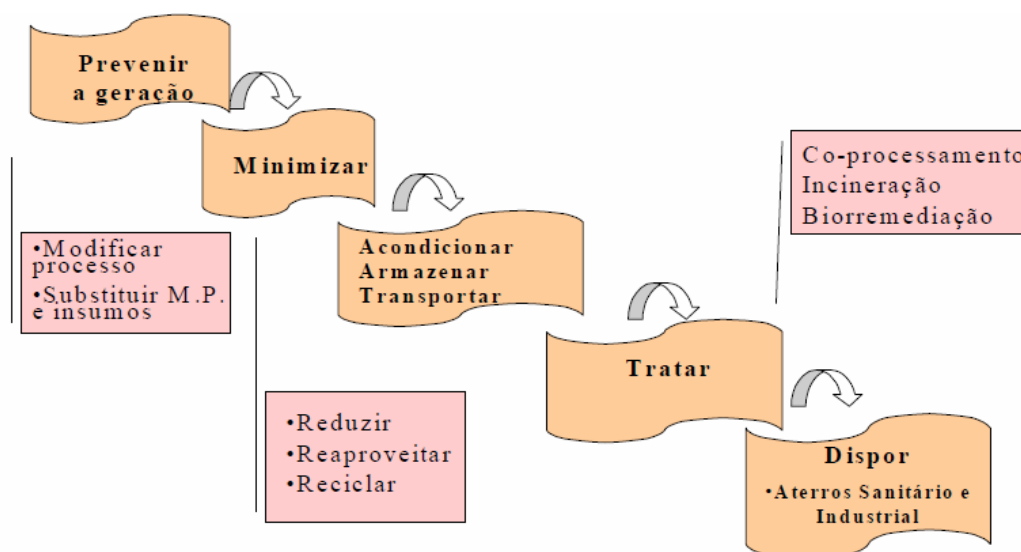 Prevenir
a geração
Minimizar
Co-processamento
Incineração
Biorremediação
•Modificar
processo
•Substituir M.P.
e insumos
Acondicionar
Armazenar
Transportar
Tratar
•Reduzir
•Reaproveitar
•Reciclar
Dispor
•Aterros Sanitário e
Industrial